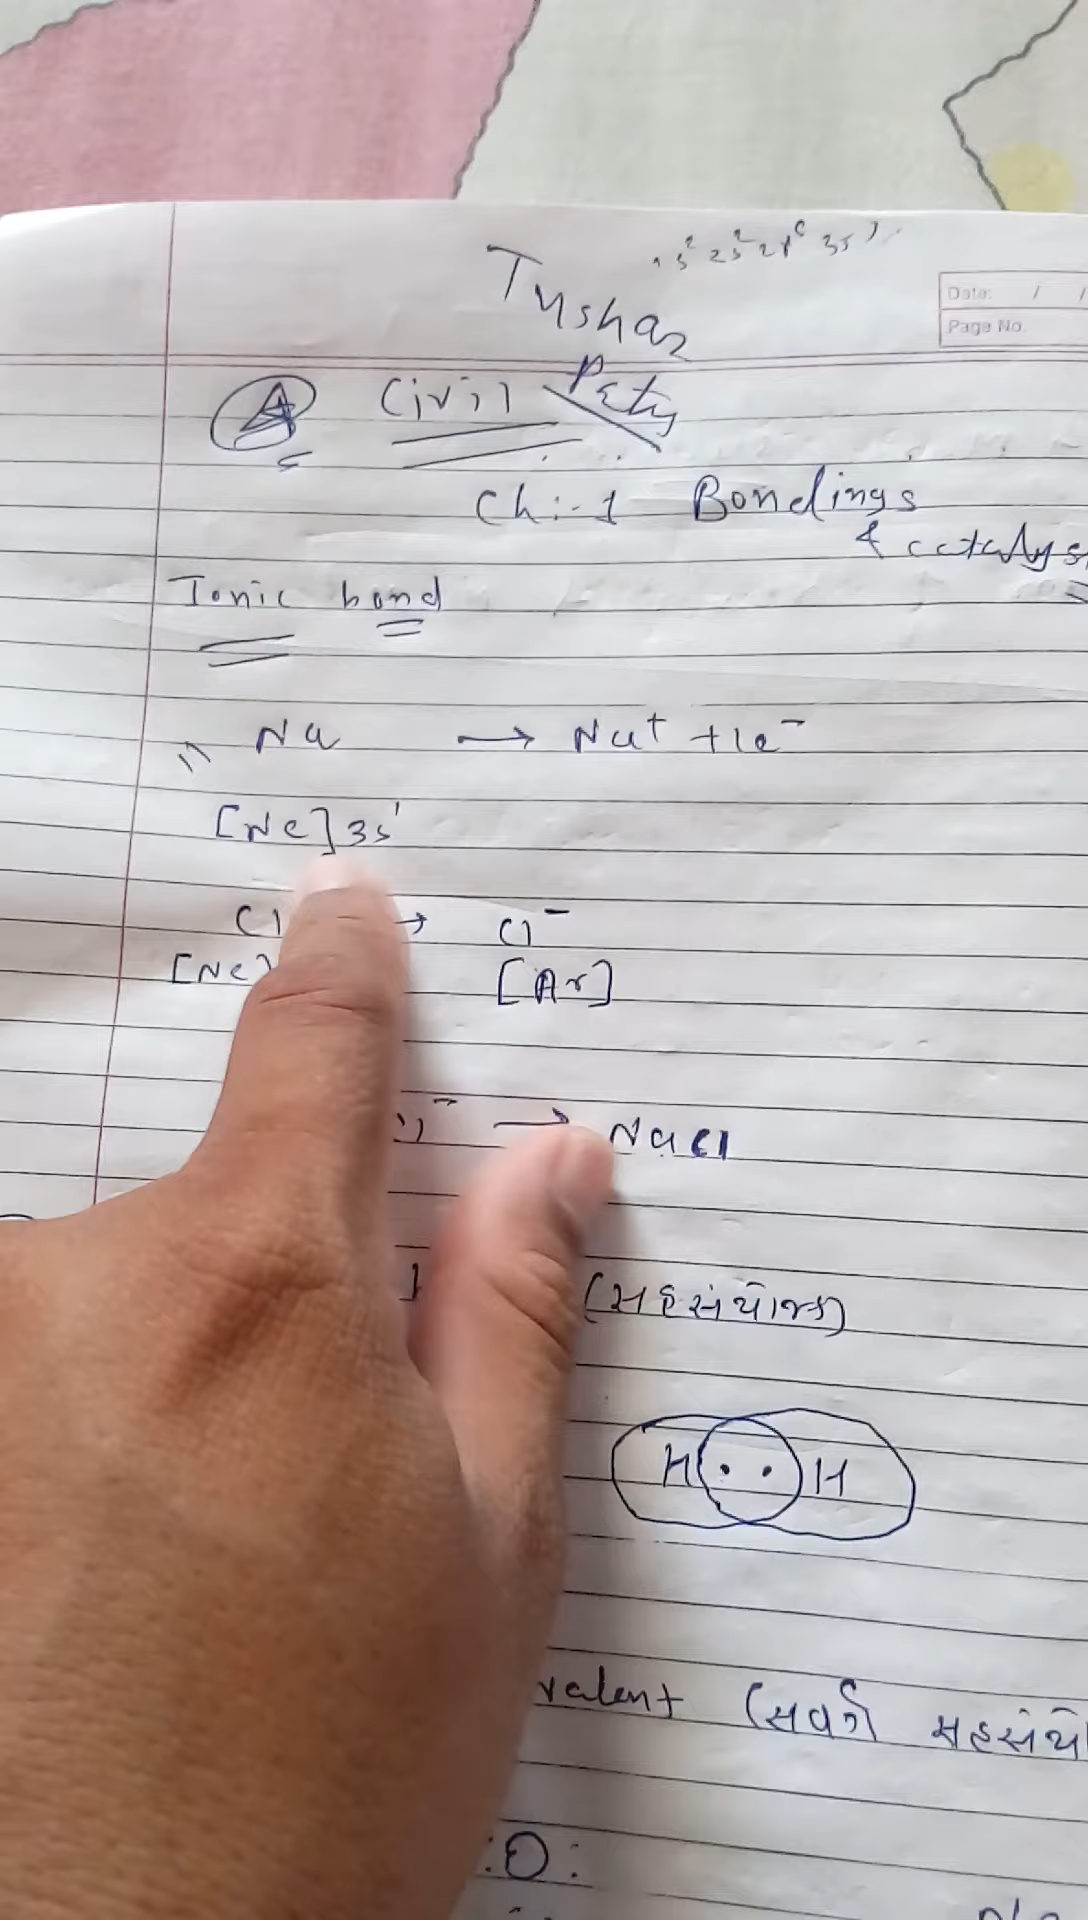 1s² 2s² 2p⁶ 3s¹
Tushar
Date: / /
Page No.
A Civil
Ch:-1 Bondings
& catalys
Ionic bond
Na → Na⁺ + 1e⁻
[Ne] 3s¹
Cl → Cl⁻
[Ne] [Ar]
⁻ → NaCl
(સહસંયોજક)
H : H
valent (સવર્ગ સહસંયો
:O: